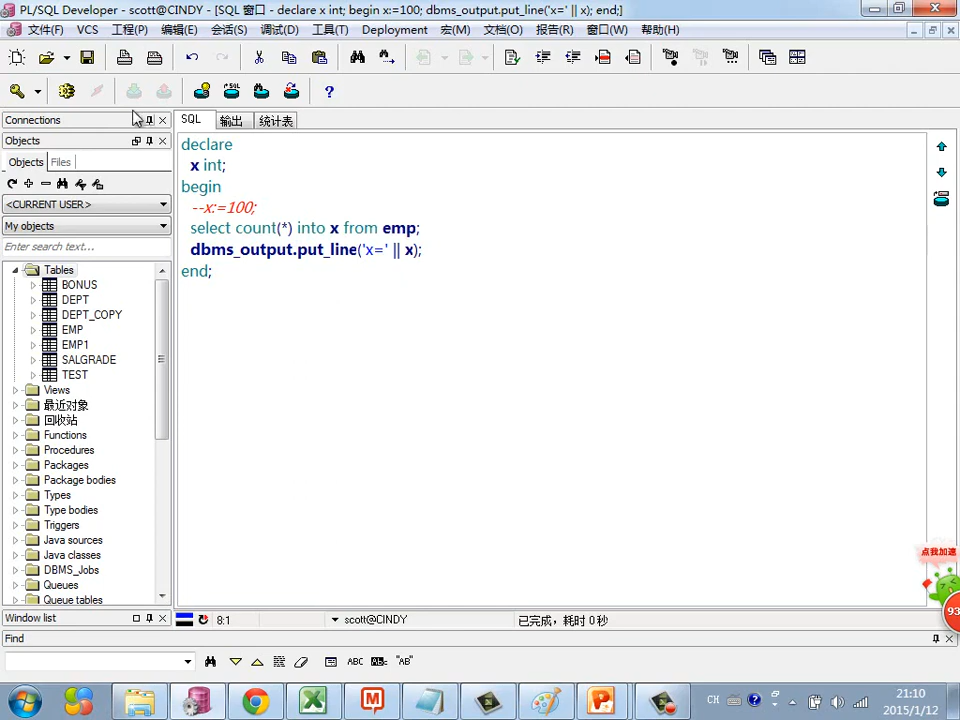 PL/SQL Developer - scott@CINDY - [SQL 窗口 - declare x int; begin x:=100; dbms_output.put_line('x=' || x); end;]
文件(F) VCS 工程(P) 编辑(E) 会话(S) 调试(D) 工具(T) Deployment 宏(M) 文档(O) 报告(R) 窗口(W) 帮助(H)
Connections
Objects
Objects Files
<CURRENT USER>
My objects
Enter search text...
Tables
BONUS
DEPT
DEPT_COPY
EMP
EMP1
SALGRADE
TEST
Views
最近对象
回收站
Functions
Procedures
Packages
Package bodies
Types
Type bodies
Triggers
Java sources
Java classes
DBMS_Jobs
Queues
Queue tables
SQL 输出 统计表
declare
x int;
begin
--x:=100;
select count(*) into x from emp;
dbms_output.put_line('x=' || x);
end;
点我加速
93
Window list
8:1 scott@CINDY 已完成，耗时 0 秒
Find
ABC "AB"
CH 21:10
2015/1/12